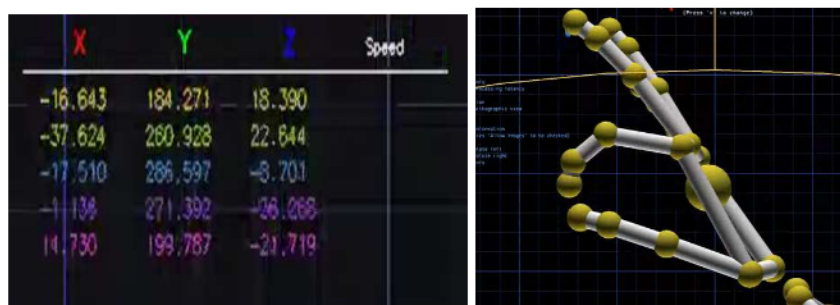 X Y Z Speed
-16.643 184.271 18.390
-37.624 260.928 22.644
-17.510 286.597 -8.701
-1.136 271.392 -26.266
14.730 199.787 -21.719
(Press 'v' to change)